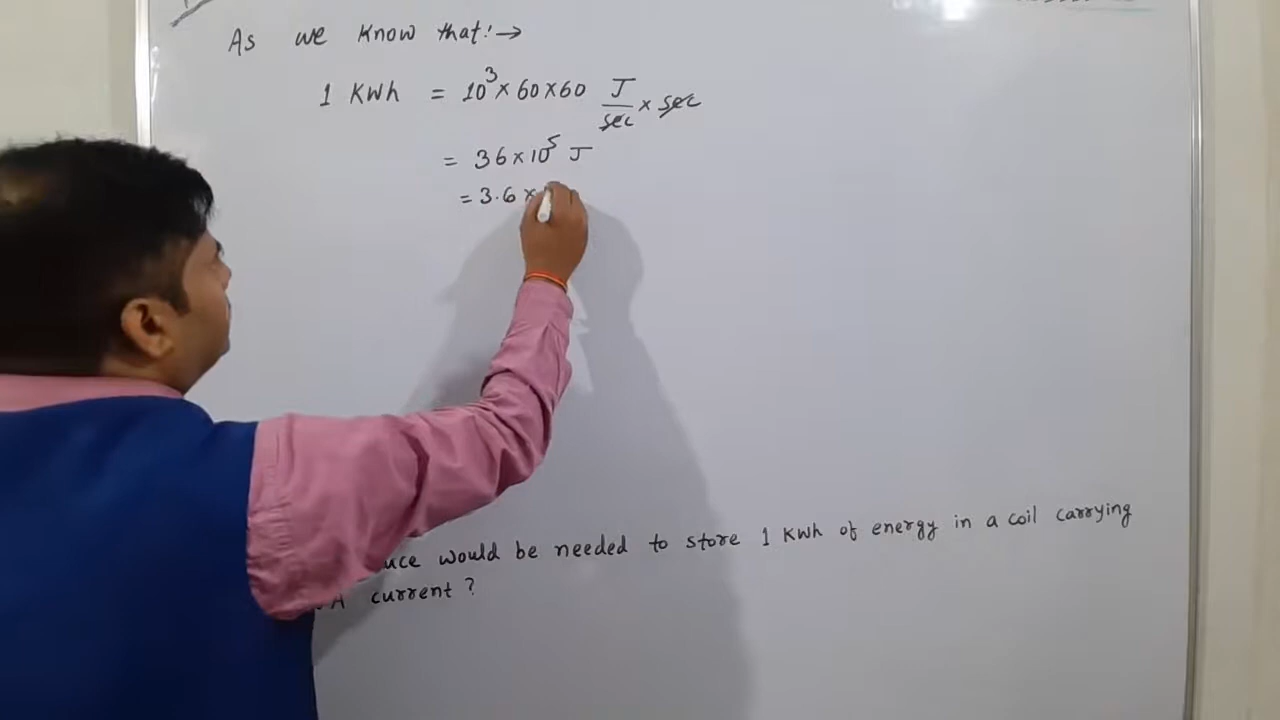 As we know that:→
1 KWh = 10³ × 60 × 60 J/sec × sec
= 36 × 10⁵ J
= 3.6 ×
would be needed to store 1 KWh of energy in a coil carrying
A current ?